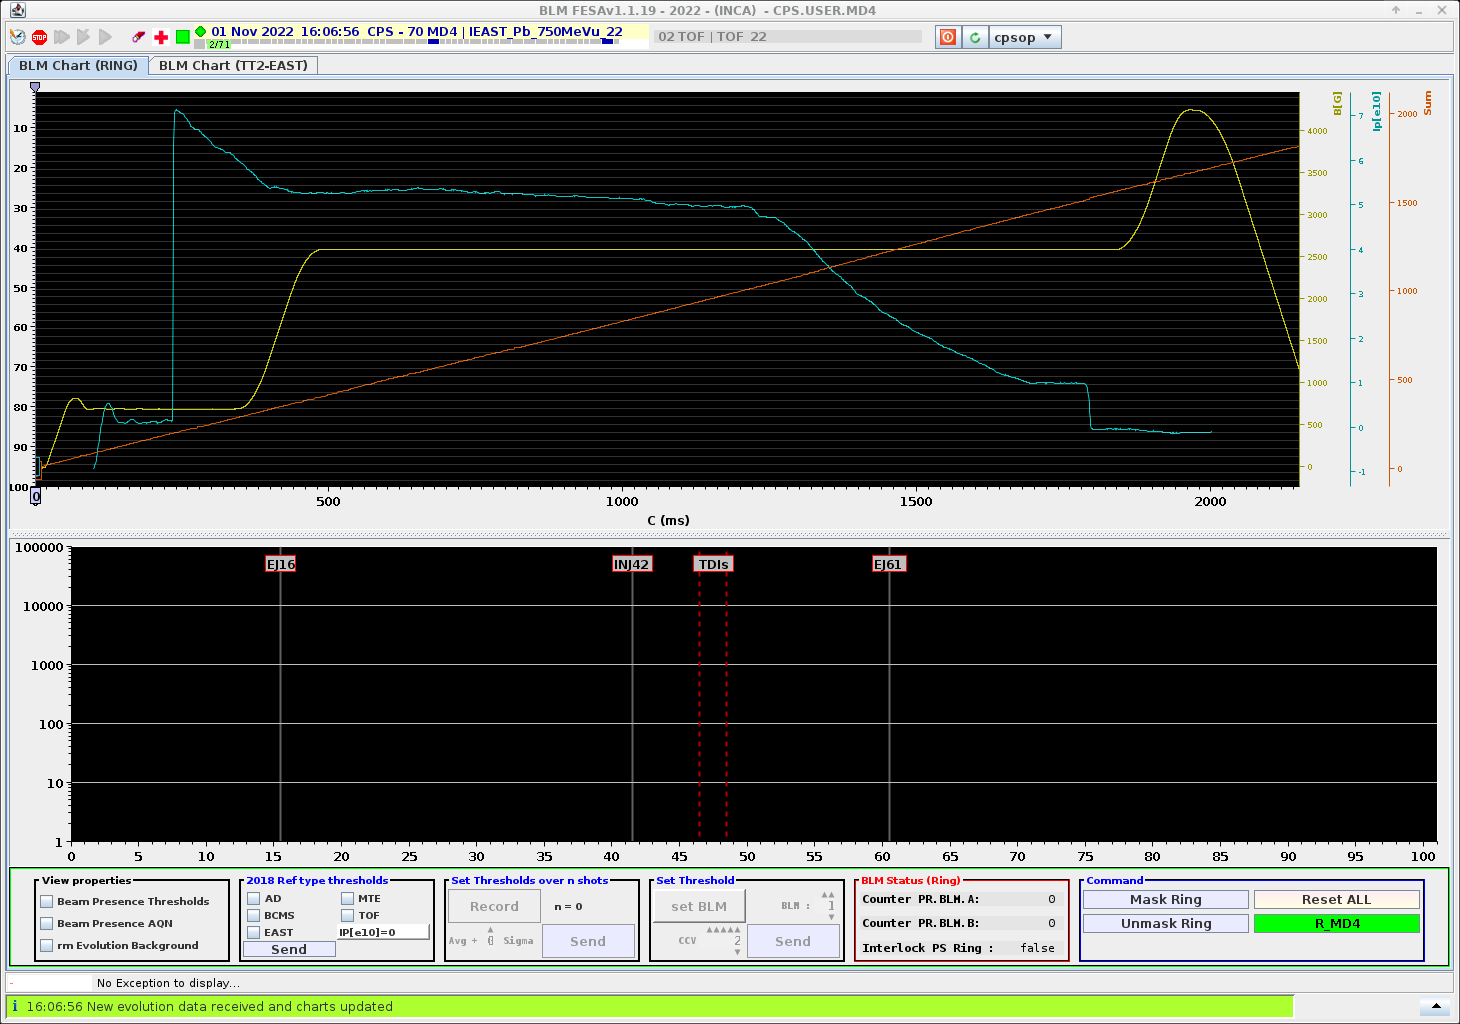 BLM FESAv1.1.19 - 2022 - (INCA) - CPS.USER.MD4
STOP
01 Nov 2022 16:06:56 CPS - 70 MD4 | IEAST_Pb_750MeVu_22
2/71
02 TOF | TOF_22
cpsop
BLM Chart (RING)
BLM Chart (TT2-EAST)
B[G]
Ip[e10]
Sum
10
20
30
40
50
60
70
80
90
100
4000
3500
3000
2500
2000
1500
1000
500
0
7
6
5
4
3
2
1
0
-1
2000
1500
1000
500
0
0
500
1000
1500
2000
C (ms)
100000
10000
1000
100
10
1
EJ16
INJ42
TDIs
EJ61
0 5 10 15 20 25 30 35 40 45 50 55 60 65 70 75 80 85 90 95 100
View properties
Beam Presence Thresholds
Beam Presence AQN
rm Evolution Background
2018 Ref type thresholds
AD
MTE
BCMS
TOF
EAST
IP[e10]=0
Send
Set Thresholds over n shots
Record
n = 0
Avg + 0 Sigma
Send
Set Threshold
set BLM
BLM : 1
CCV 2
Send
BLM Status (Ring)
Counter PR.BLM.A: 0
Counter PR.BLM.B: 0
Interlock PS Ring : false
Command
Mask Ring
Reset ALL
Unmask Ring
R_MD4
- No Exception to display...
i 16:06:56 New evolution data received and charts updated